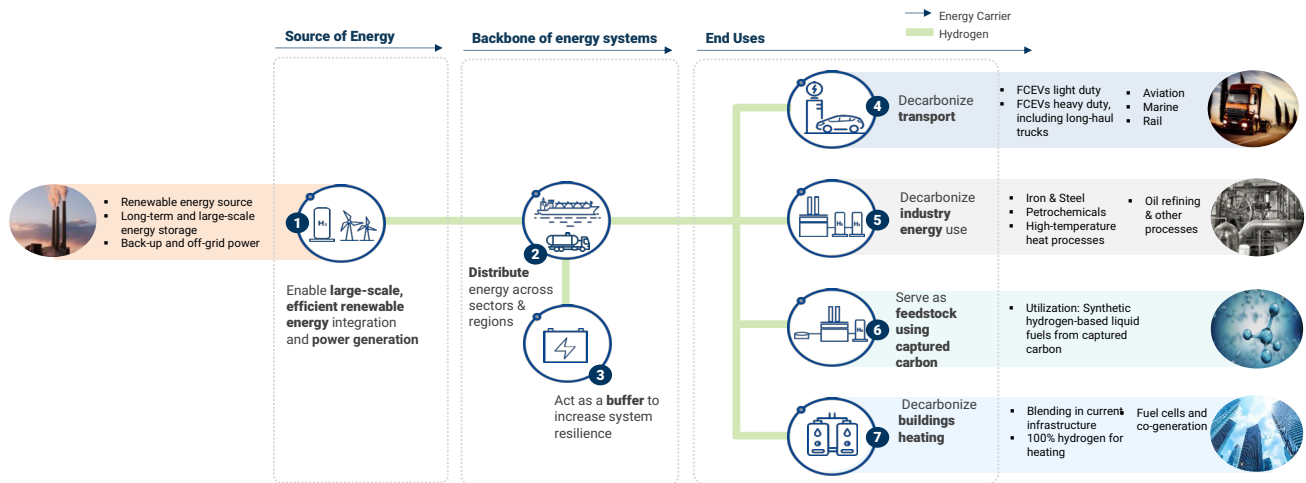 Energy Carrier
Hydrogen
Source of Energy
Backbone of energy systems
End Uses
▪ Renewable energy source
▪ Long-term and large-scale
energy storage
▪ Back-up and off-grid power
1
H₂
Enable large-scale,
efficient renewable
energy integration
and power generation
2
Distribute
energy across
sectors &
regions
3
Act as a buffer to
increase system
resilience
4
Decarbonize
transport
▪ FCEVs light duty
▪ FCEVs heavy duty,
including long-haul
trucks
▪ Aviation
▪ Marine
▪ Rail
5
H₂ H₂
Decarbonize
industry
energy use
▪ Iron & Steel
▪ Petrochemicals
▪ High-temperature
heat processes
▪ Oil refining
& other
processes
6
H₂
Serve as
feedstock
using
captured
carbon
▪ Utilization: Synthetic
hydrogen-based liquid
fuels from captured
carbon
7
Decarbonize
buildings
heating
▪ Blending in current
infrastructure
▪ 100% hydrogen for
heating
▪ Fuel cells and
co-generation